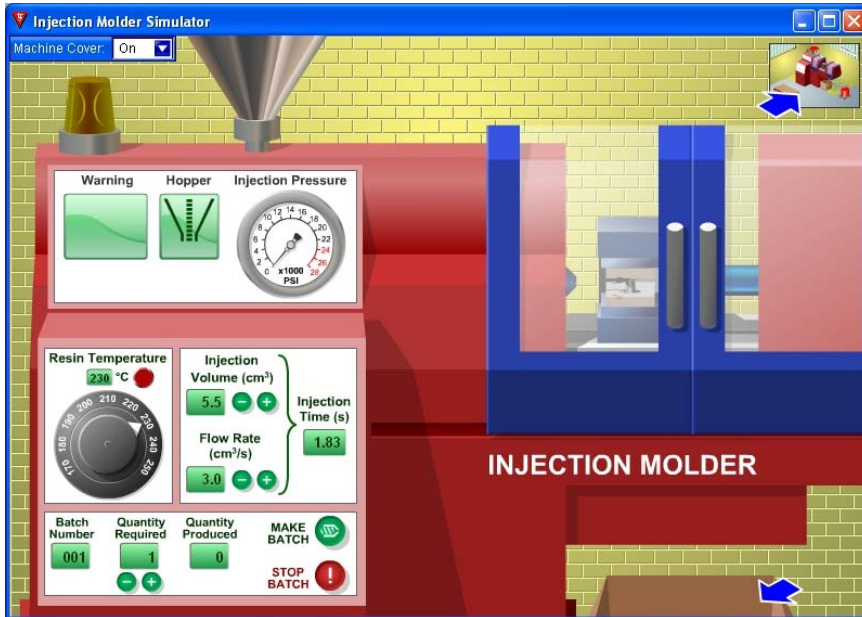 Injection Molder Simulator
Machine Cover: On
Warning
Hopper
Injection Pressure
0 2 4 6 8 10 12 14 16 18 20 22 24 26 28
x1000
PSI
Resin Temperature
230 °C
170 180 190 200 210 220 230 240 250
Injection
Volume (cm³)
5.5
Flow Rate
(cm³/s)
3.0
Injection
Time (s)
1.83
INJECTION MOLDER
Batch
Number
001
Quantity
Required
1
Quantity
Produced
0
MAKE
BATCH
STOP
BATCH